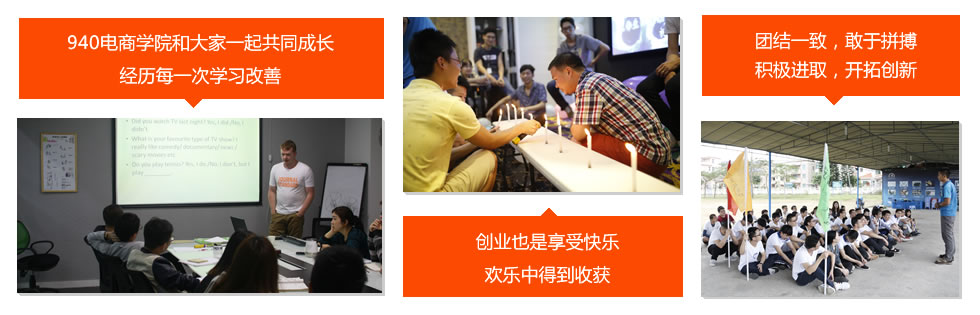 940电商学院和大家一起共同成长
经历每一次学习改善
• Did you watch TV last night? Yes, I did./No, I didn't.
• What is your favourite type of TV show? I
really like comedy/ documentary/ news /
scary movies etc
• Do you play tennis? Yes, I do./No, I don't, but I
play
创业也是享受快乐
欢乐中得到收获
团结一致，敢于拼搏
积极进取，开拓创新